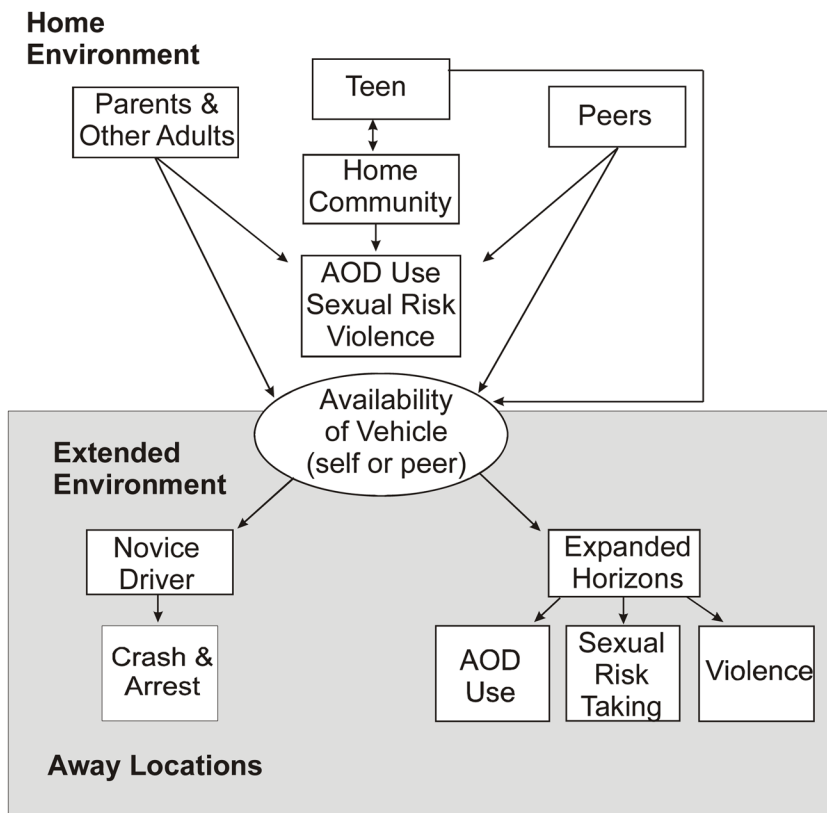 Home
Environment
Parents &
Other Adults
Teen
Peers
Home
Community
AOD Use
Sexual Risk
Violence
Availability
of Vehicle
(self or peer)
Extended
Environment
Novice
Driver
Expanded
Horizons
Crash &
Arrest
AOD
Use
Sexual
Risk
Taking
Violence
Away Locations